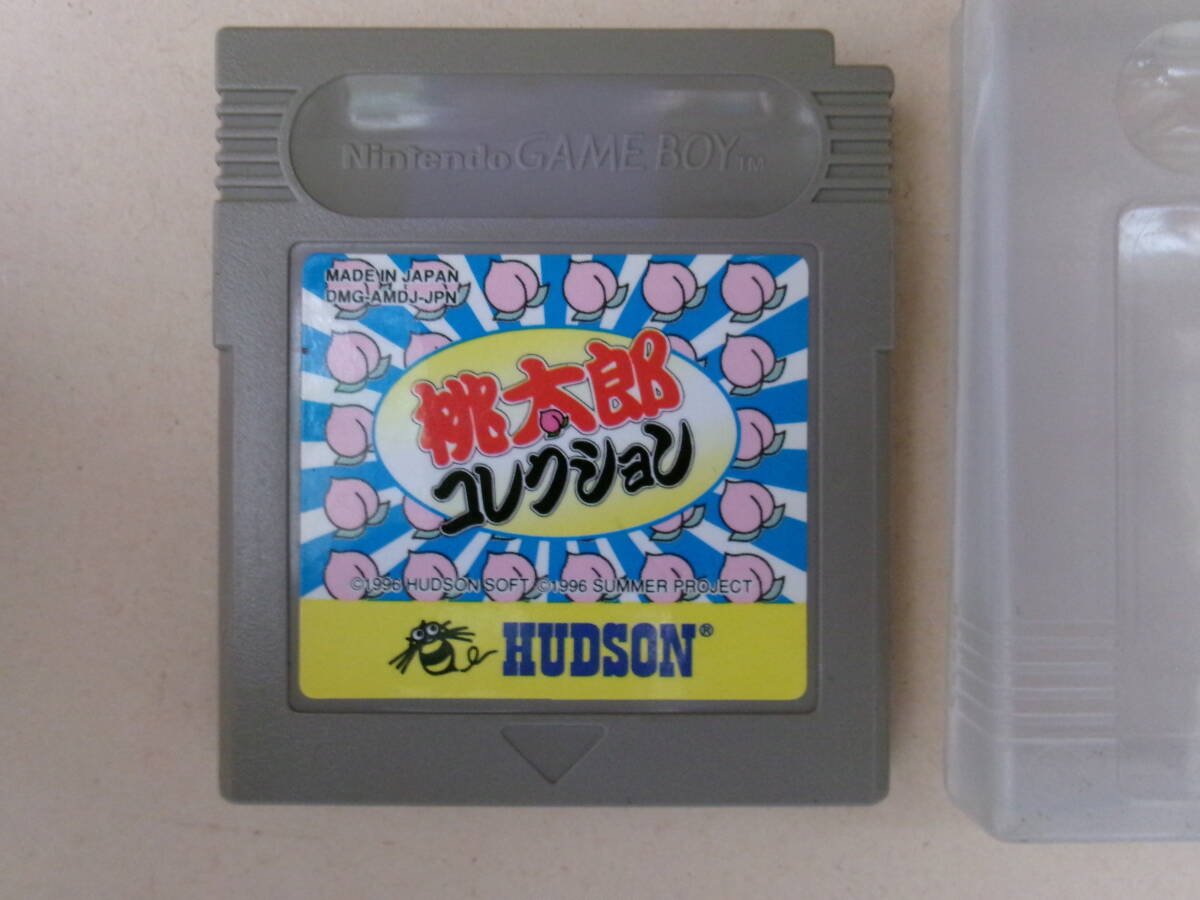 Nintendo GAME BOY TM
MADE IN JAPAN
DMG-AMDJ-JPN
桃太郎
コレクション
©1996 HUDSON SOFT ©1996 SUMMER PROJECT
HUDSON®